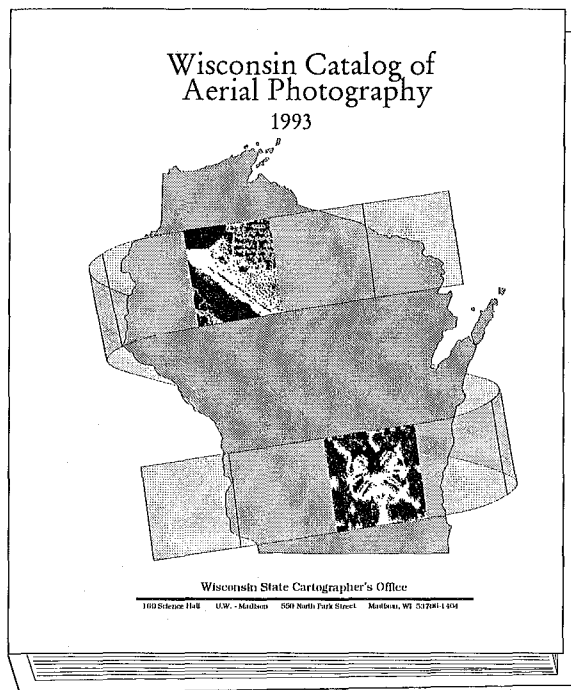 Wisconsin Catalog of
Aerial Photography
1993
Wisconsin State Cartographer's Office
160 Science Hall U.W. - Madison 550 North Park Street Madison, WI 53706-1404